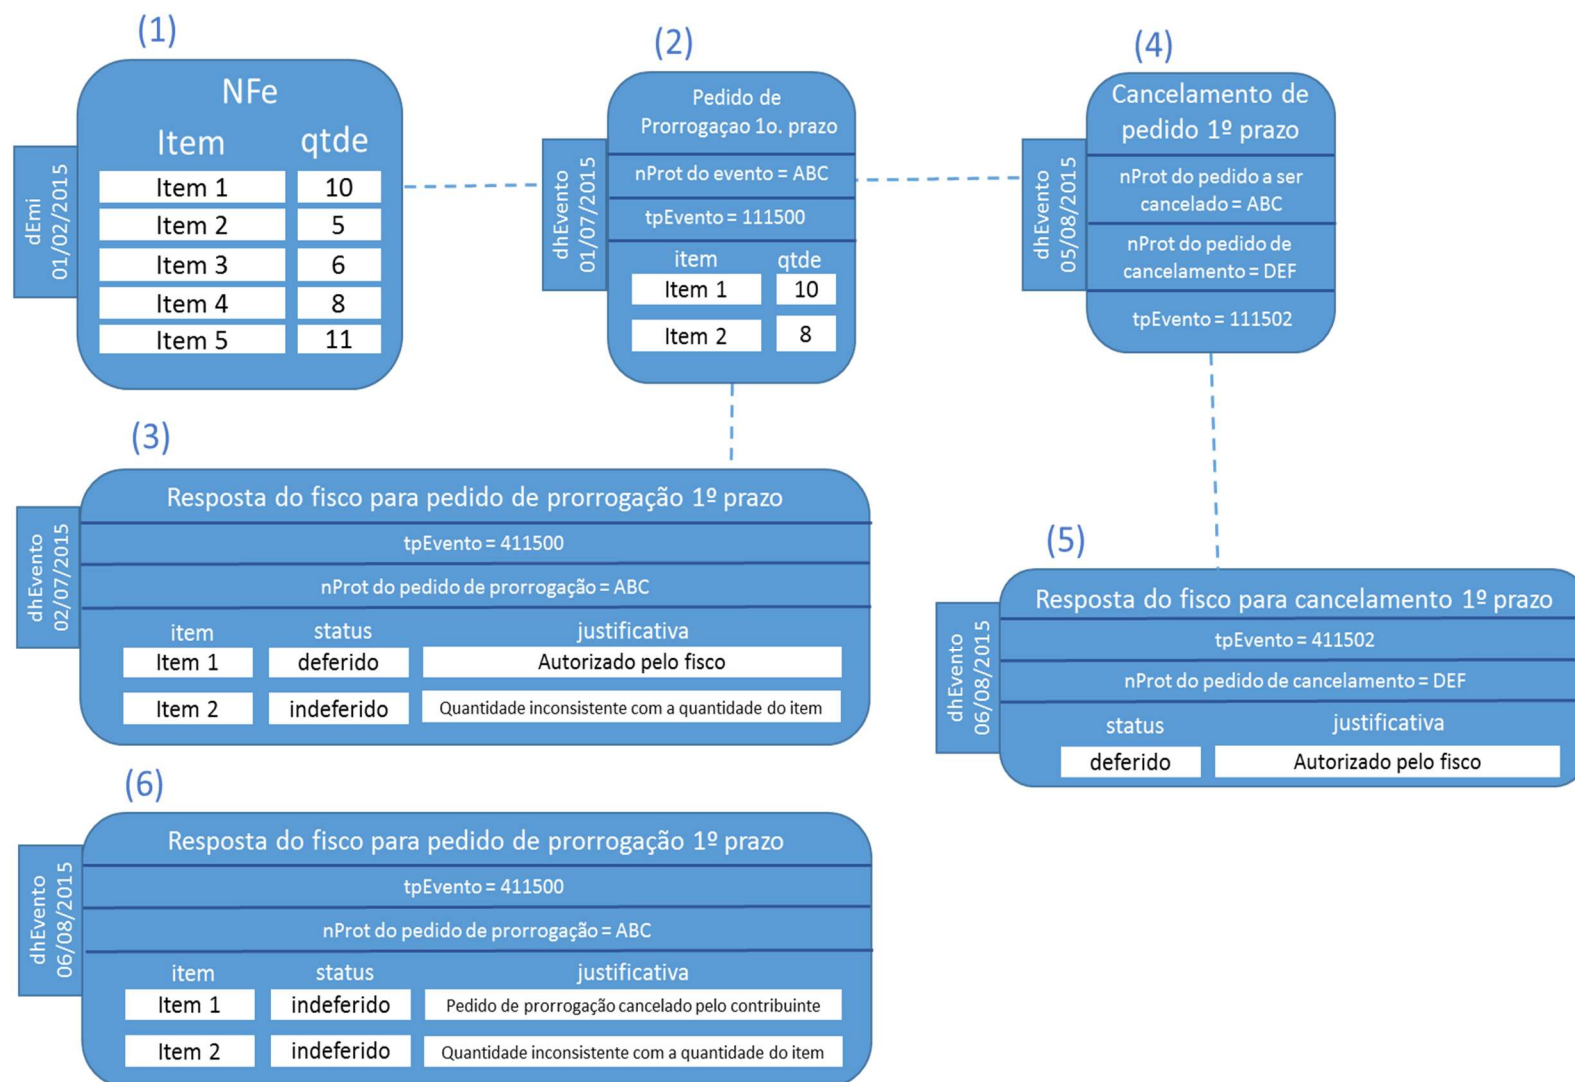 (1)
NFe
Item qtde
Item 1 10
Item 2 5
Item 3 6
Item 4 8
Item 5 11
dEmi
01/02/2015
(2)
Pedido de
Prorrogaçao 1o. prazo
nProt do evento = ABC
tpEvento = 111500
item qtde
Item 1 10
Item 2 8
dhEvento
01/07/2015
(4)
Cancelamento de
pedido 1º prazo
nProt do pedido a ser
cancelado = ABC
nProt do pedido de
cancelamento = DEF
tpEvento = 111502
dhEvento
05/08/2015
(3)
Resposta do fisco para pedido de prorrogação 1º prazo
tpEvento = 411500
nProt do pedido de prorrogação = ABC
item status justificativa
Item 1 deferido Autorizado pelo fisco
Item 2 indeferido Quantidade inconsistente com a quantidade do item
dhEvento
02/07/2015
(5)
Resposta do fisco para cancelamento 1º prazo
tpEvento = 411502
nProt do pedido de cancelamento = DEF
status justificativa
deferido Autorizado pelo fisco
dhEvento
06/08/2015
(6)
Resposta do fisco para pedido de prorrogação 1º prazo
tpEvento = 411500
nProt do pedido de prorrogação = ABC
item status justificativa
Item 1 indeferido Pedido de prorrogação cancelado pelo contribuinte
Item 2 indeferido Quantidade inconsistente com a quantidade do item
dhEvento
06/08/2015